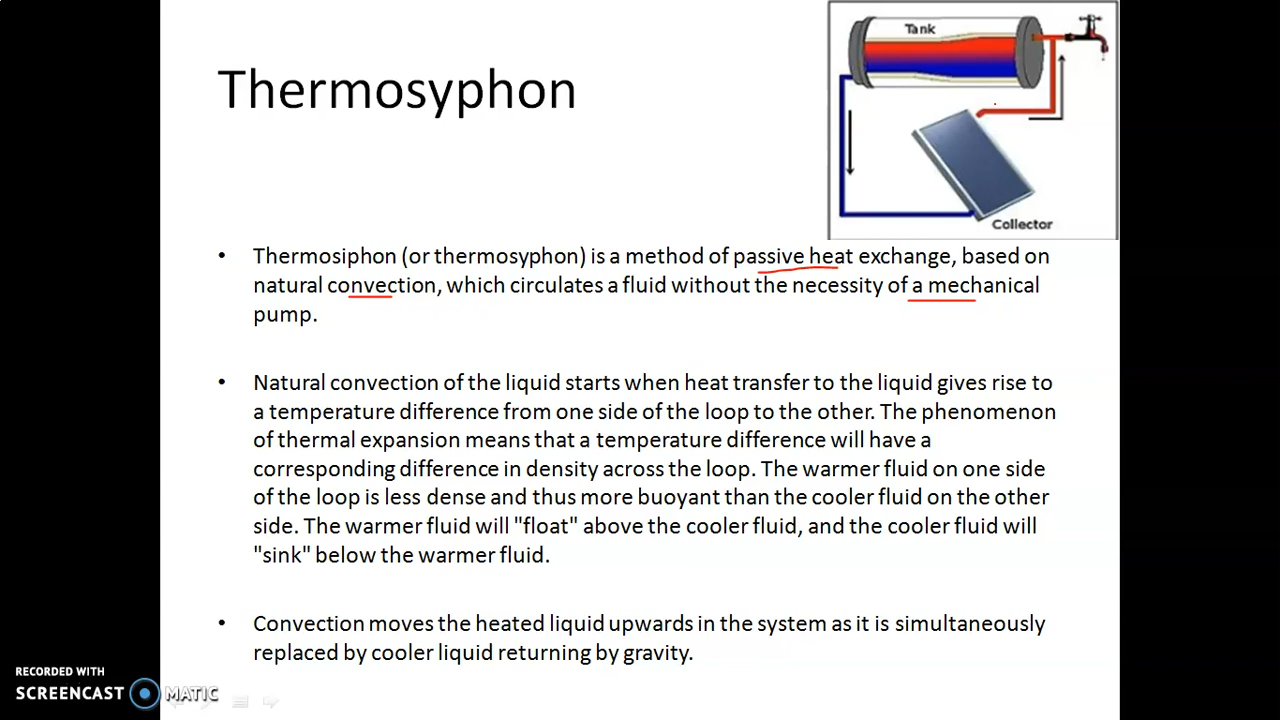 Tank
Thermosyphon
Collector
• Thermosiphon (or thermosyphon) is a method of passive heat exchange, based on
natural convection, which circulates a fluid without the necessity of a mechanical
pump.
• Natural convection of the liquid starts when heat transfer to the liquid gives rise to
a temperature difference from one side of the loop to the other. The phenomenon
of thermal expansion means that a temperature difference will have a
corresponding difference in density across the loop. The warmer fluid on one side
of the loop is less dense and thus more buoyant than the cooler fluid on the other
side. The warmer fluid will "float" above the cooler fluid, and the cooler fluid will
"sink" below the warmer fluid.
• Convection moves the heated liquid upwards in the system as it is simultaneously
replaced by cooler liquid returning by gravity.
RECORDED WITH
SCREENCAST MATIC